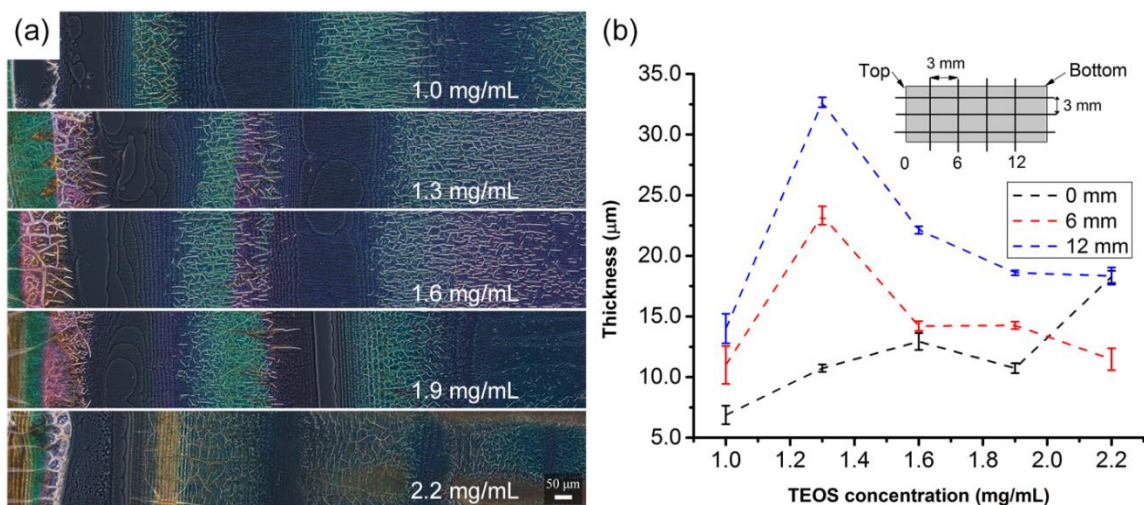 (a)
1.0 mg/mL
1.3 mg/mL
1.6 mg/mL
1.9 mg/mL
2.2 mg/mL
50 μm
(b)
35.0
30.0
25.0
20.0
15.0
10.0
5.0
Thickness (μm)
1.0 1.2 1.4 1.6 1.8 2.0 2.2
TEOS concentration (mg/mL)
3 mm
Top Bottom
3 mm
0 6 12
0 mm
6 mm
12 mm